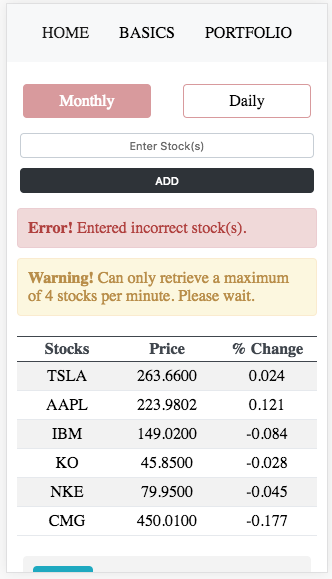 HOME BASICS PORTFOLIO
Monthly Daily
Enter Stock(s)
ADD
Error! Entered incorrect stock(s).
Warning! Can only retrieve a maximum
of 4 stocks per minute. Please wait.
Stocks Price % Change
TSLA 263.6600 0.024
AAPL 223.9802 0.121
IBM 149.0200 -0.084
KO 45.8500 -0.028
NKE 79.9500 -0.045
CMG 450.0100 -0.177